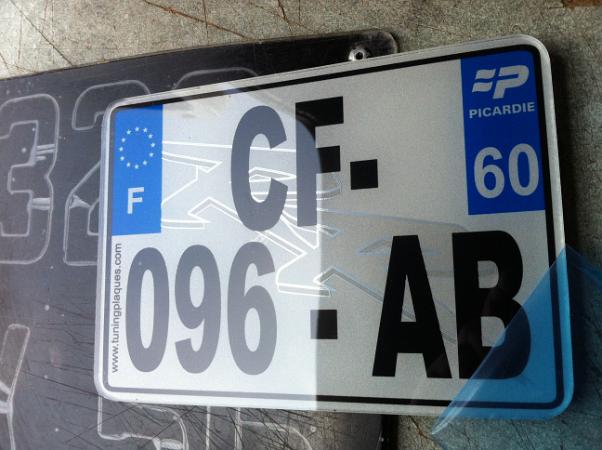 F
CF-
P
PICARDIE
60
096-AB
www.tuningplaques.com